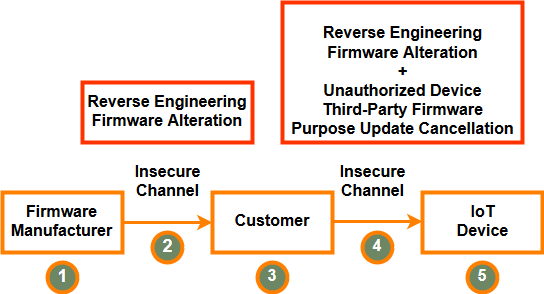 Reverse Engineering
Firmware Alteration
Reverse Engineering
Firmware Alteration
+
Unauthorized Device
Third-Party Firmware
Purpose Update Cancellation
Insecure
Channel
Insecure
Channel
Firmware
Manufacturer
Customer
IoT
Device
1
2
3
4
5